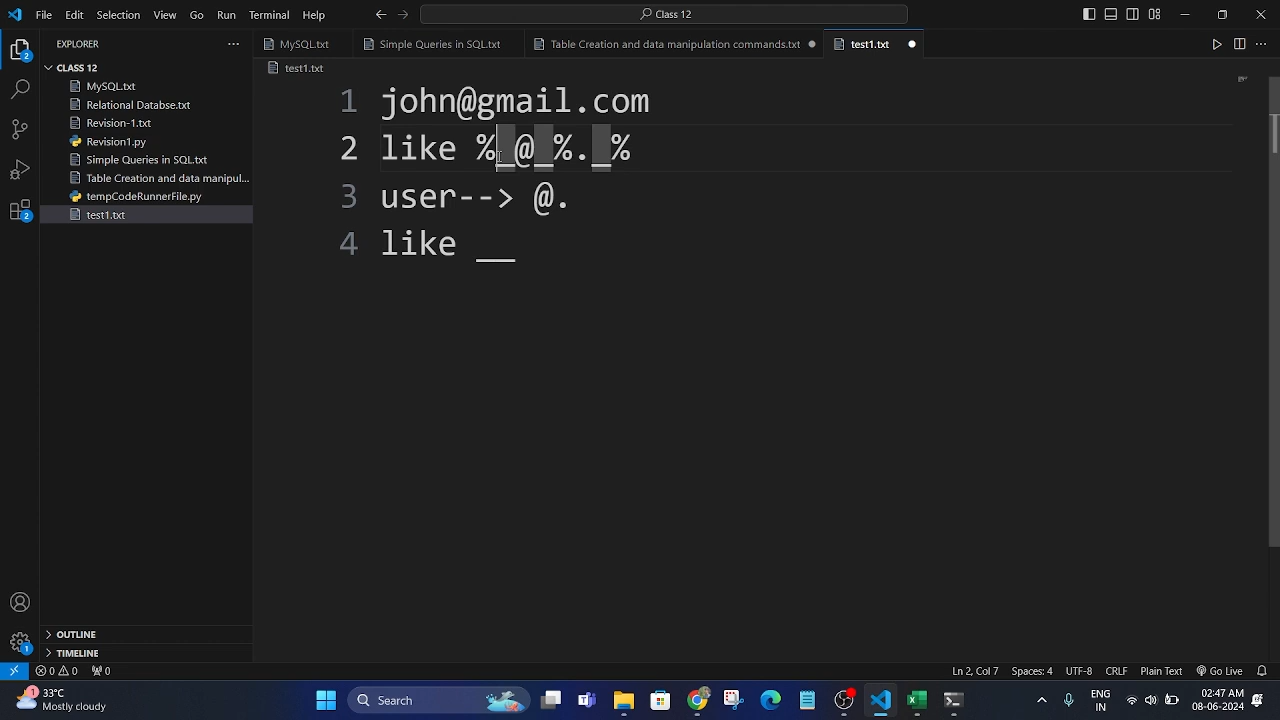 File Edit Selection View Go Run Terminal Help
Class 12
EXPLORER
MySQL.txt
Simple Queries in SQL.txt
Table Creation and data manipulation commands.txt
test1.txt
CLASS 12
test1.txt
MySQL.txt
Relational Databse.txt
Revision-1.txt
Revision1.py
Simple Queries in SQL.txt
Table Creation and data manipul...
tempCodeRunnerFile.py
test1.txt
1 john@gmail.com
2 like %_@_%._%
3 user--> @.
4 like __
OUTLINE
TIMELINE
0 0 0
Ln 2, Col 7 Spaces: 4 UTF-8 CRLF Plain Text Go Live
33°C
Mostly cloudy
Search
ENG
IN
02:47 AM
08-06-2024